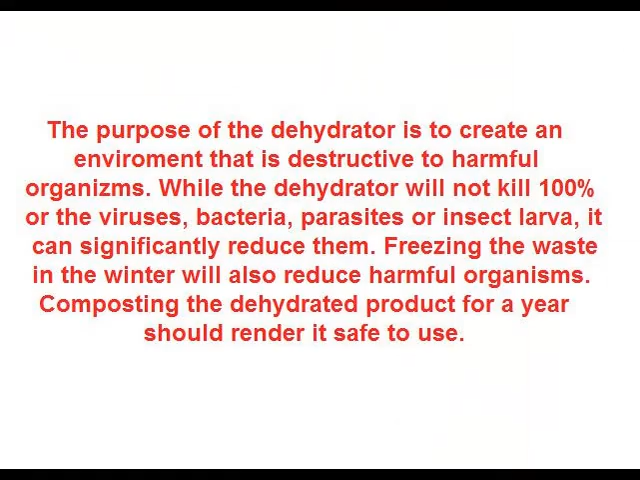 The purpose of the dehydrator is to create an
enviroment that is destructive to harmful
organizms. While the dehydrator will not kill 100%
or the viruses, bacteria, parasites or insect larva, it
can significantly reduce them. Freezing the waste
in the winter will also reduce harmful organisms.
Composting the dehydrated product for a year
should render it safe to use.